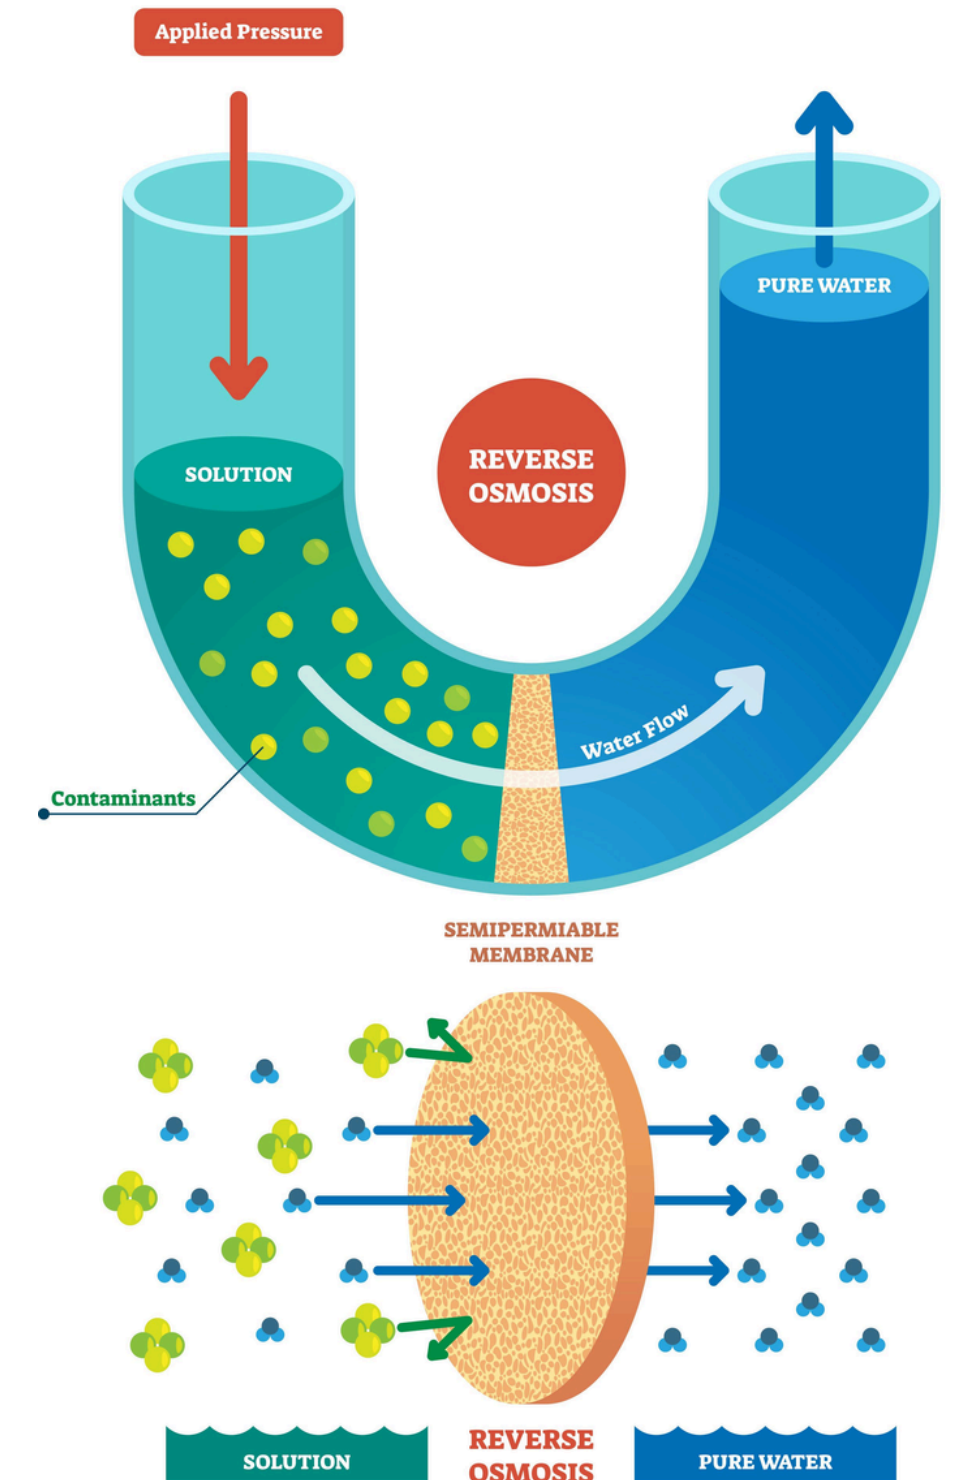 Applied Pressure
PURE WATER
SOLUTION
REVERSE
OSMOSIS
Water Flow
Contaminants
SEMIPERMIABLE
MEMBRANE
SOLUTION
REVERSE
OSMOSIS
PURE WATER